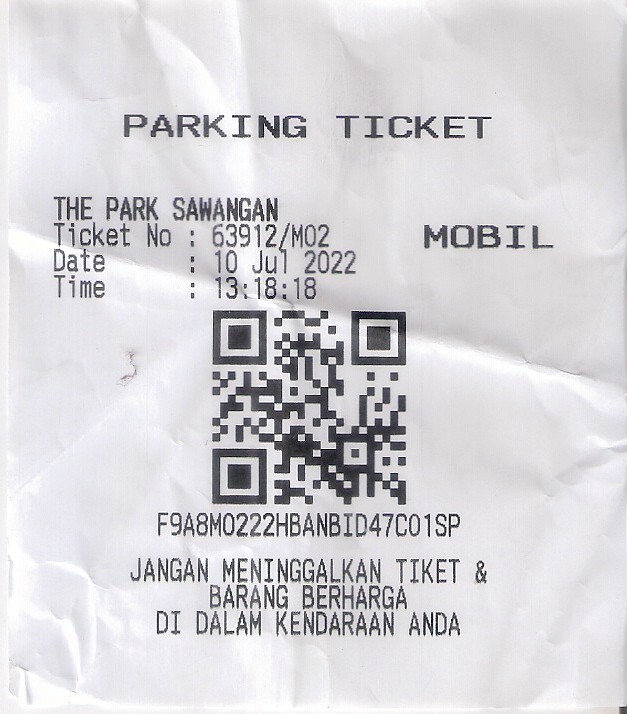 PARKING TICKET
THE PARK SAWANGAN
Ticket No : 63912/M02
MOBIL
Date : 10 Jul 2022
Time : 13:18:18
F9A8M0222HBANBID47C01SP
JANGAN MENINGGALKAN TIKET &
BARANG BERHARGA
DI DALAM KENDARAAN ANDA